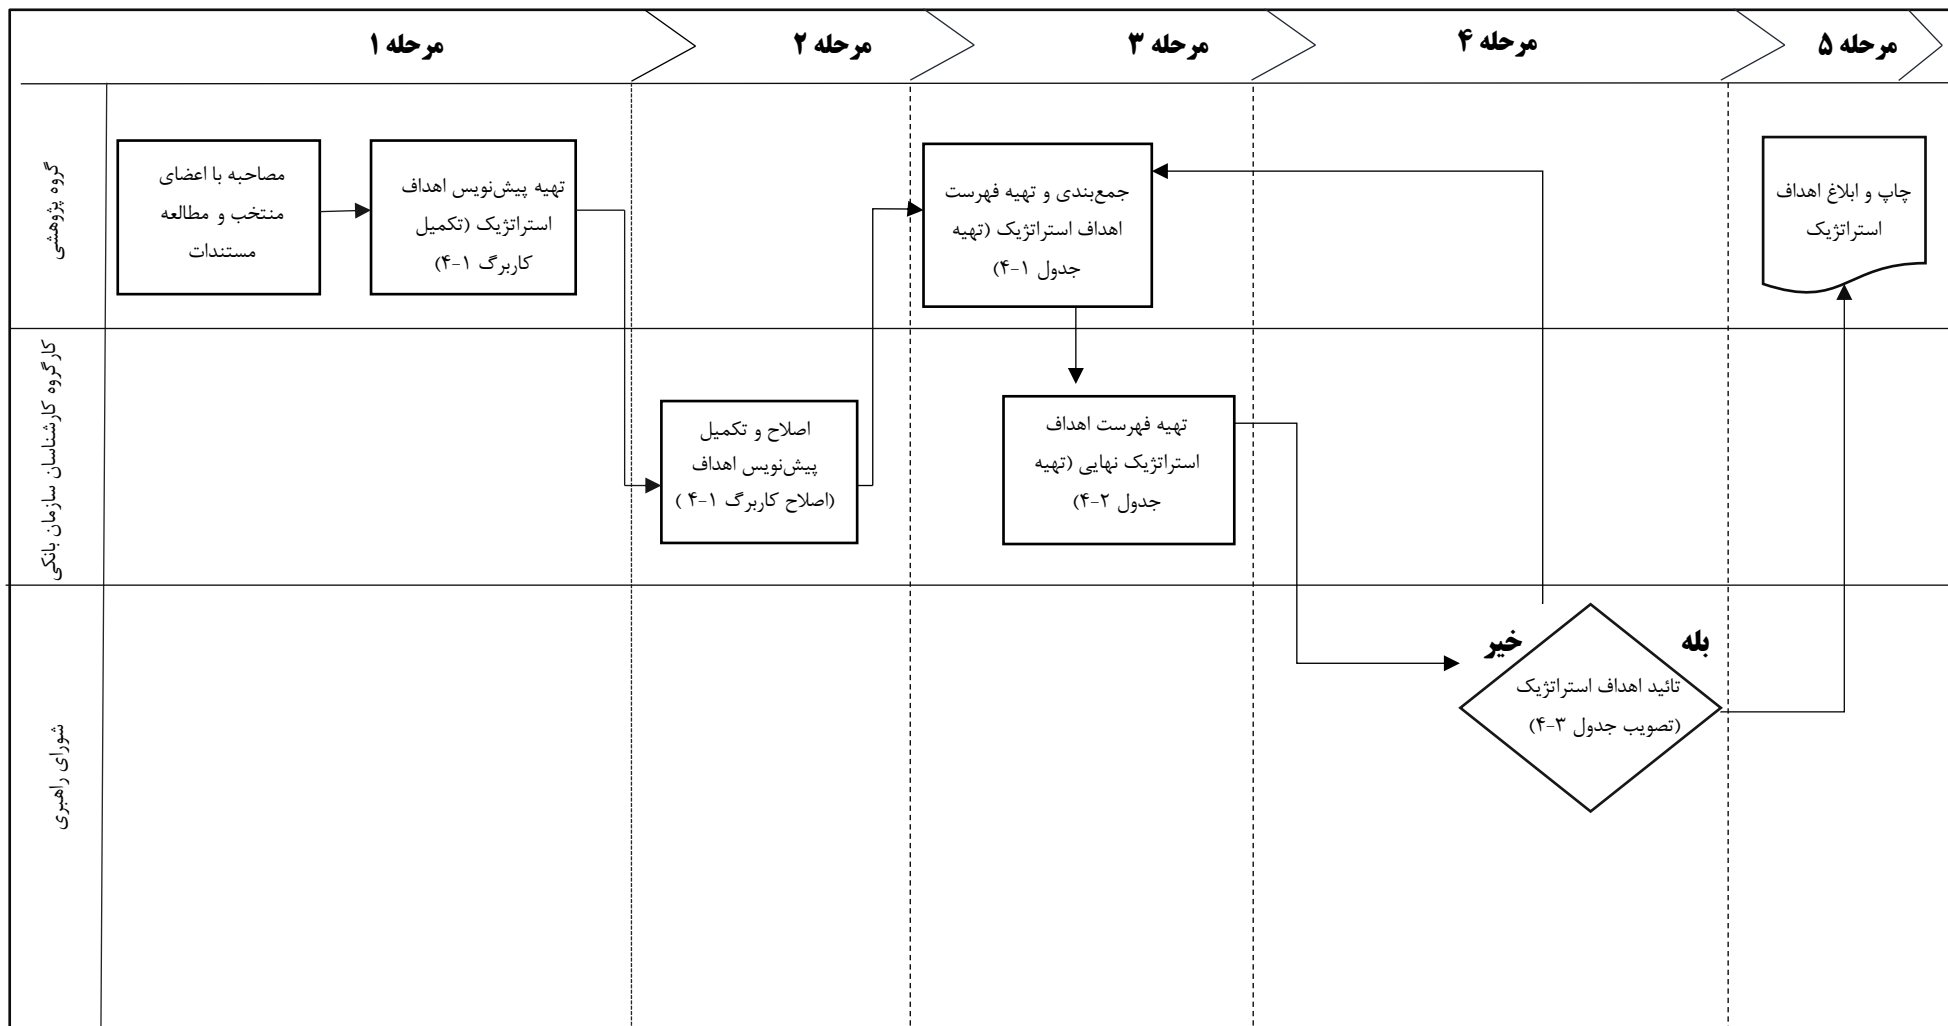 مرحله ۱
مرحله ۲
مرحله ۳
مرحله ۴
مرحله ۵
گروه پژوهشی
مصاحبه با اعضای
منتخب و مطالعه
مستندات
تهیه پیش‌نویس اهداف
استراتژیک (تکمیل
کاربرگ ۱-۴)
جمع‌بندی و تهیه فهرست
اهداف استراتژیک (تهیه
جدول ۱-۴)
چاپ و ابلاغ اهداف
استراتژیک
کارگروه کارشناسان سازمان بانکی
اصلاح و تکمیل
پیش‌نویس اهداف
(اصلاح کاربرگ ۱-۴ )
تهیه فهرست اهداف
استراتژیک نهایی (تهیه
جدول ۲-۴)
شورای راهبری
خیر
بله
تائید اهداف استراتژیک
(تصویب جدول ۳-۴)